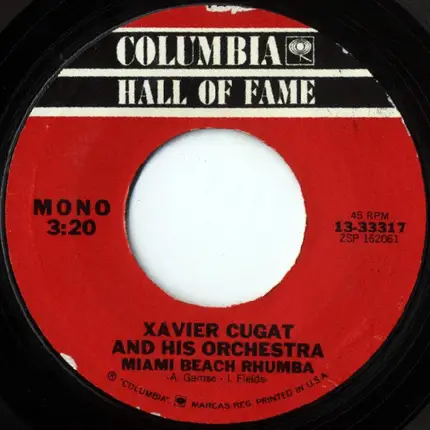 COLUMBIA
HALL OF FAME
MONO
3:20
45 RPM
13-33317
ZSP 162061
XAVIER CUGAT
AND HIS ORCHESTRA
MIAMI BEACH RHUMBA
-A. Gamse - I. Fields-
® "COLUMBIA", MARCAS REG. PRINTED IN U.S.A.